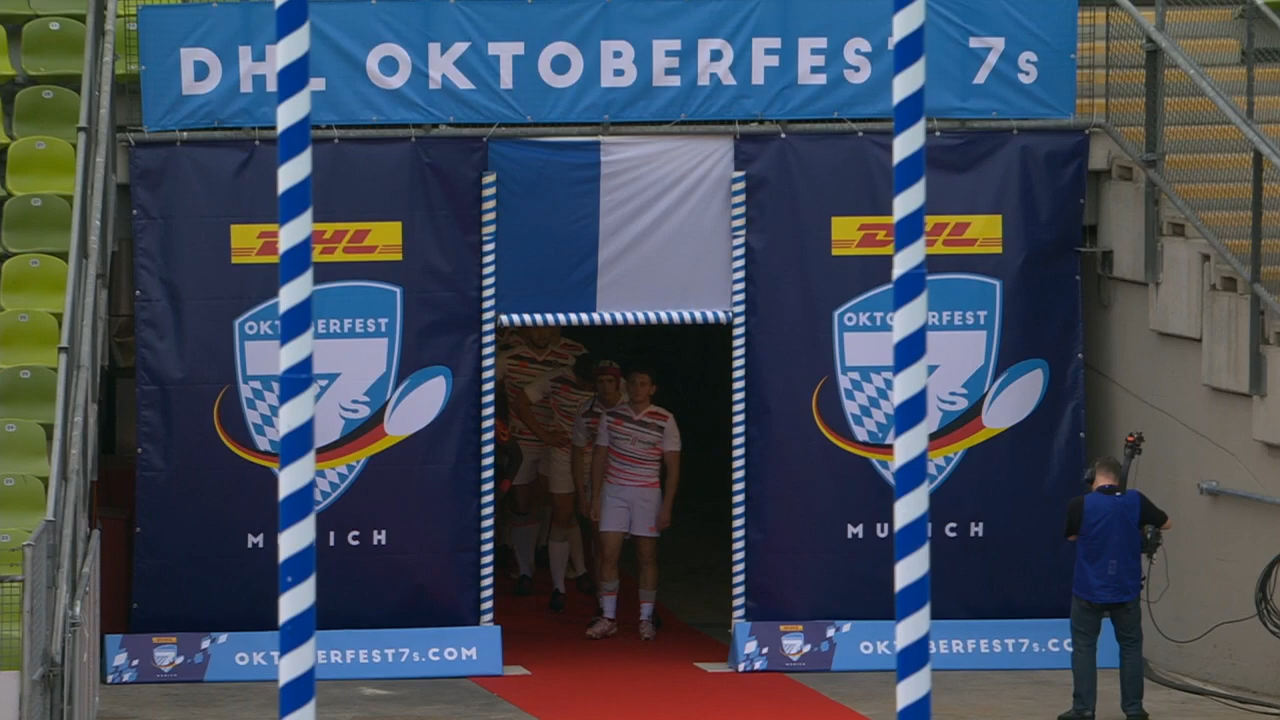 DHL OKTOBERFEST 7s
DHL
OKTOBERFEST
7s
MUNICH
DHL
OKTOBERFEST
7s
MUNICH
OKTOBERFEST7s.COM
OKTOBERFEST7s.CO